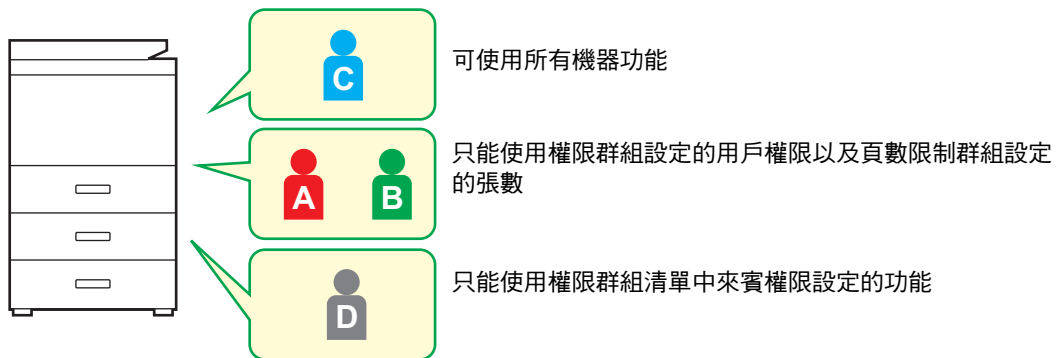 C
可使用所有機器功能
A B
只能使用權限群組設定的用戶權限以及頁數限制群組設定
的張數
D
只能使用權限群組清單中來賓權限設定的功能